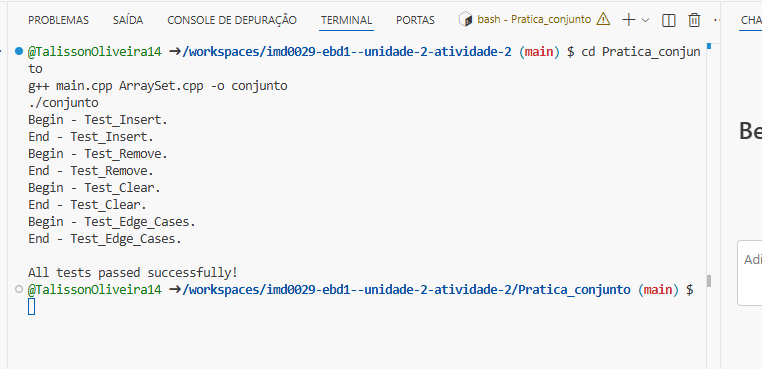 PROBLEMAS SAÍDA CONSOLE DE DEPURAÇÃO TERMINAL PORTAS bash - Pratica_conjunto CHA
@TalissonOliveira14 ➜/workspaces/imd0029-ebd1--unidade-2-atividade-2 (main) $ cd Pratica_conjun
to
g++ main.cpp ArraySet.cpp -o conjunto
./conjunto
Begin - Test_Insert.
End - Test_Insert.
Begin - Test_Remove.
End - Test_Remove.
Begin - Test_Clear.
End - Test_Clear.
Begin - Test_Edge_Cases.
End - Test_Edge_Cases.
All tests passed successfully!
@TalissonOliveira14 ➜/workspaces/imd0029-ebd1--unidade-2-atividade-2/Pratica_conjunto (main) $
Be
Adi